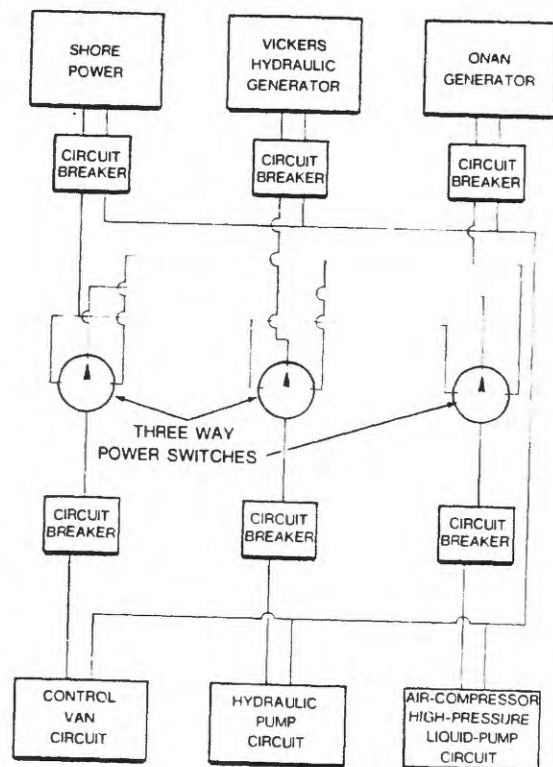 SHORE
POWER
VICKERS
HYDRAULIC
GENERATOR
ONAN
GENERATOR
CIRCUIT
BREAKER
CIRCUIT
BREAKER
CIRCUIT
BREAKER
THREE WAY
POWER SWITCHES
CIRCUIT
BREAKER
CIRCUIT
BREAKER
CIRCUIT
BREAKER
CONTROL
VAN
CIRCUIT
HYDRAULIC
PUMP
CIRCUIT
AIR-COMPRESSOR
HIGH-PRESSURE
LIQUID-PUMP
CIRCUIT